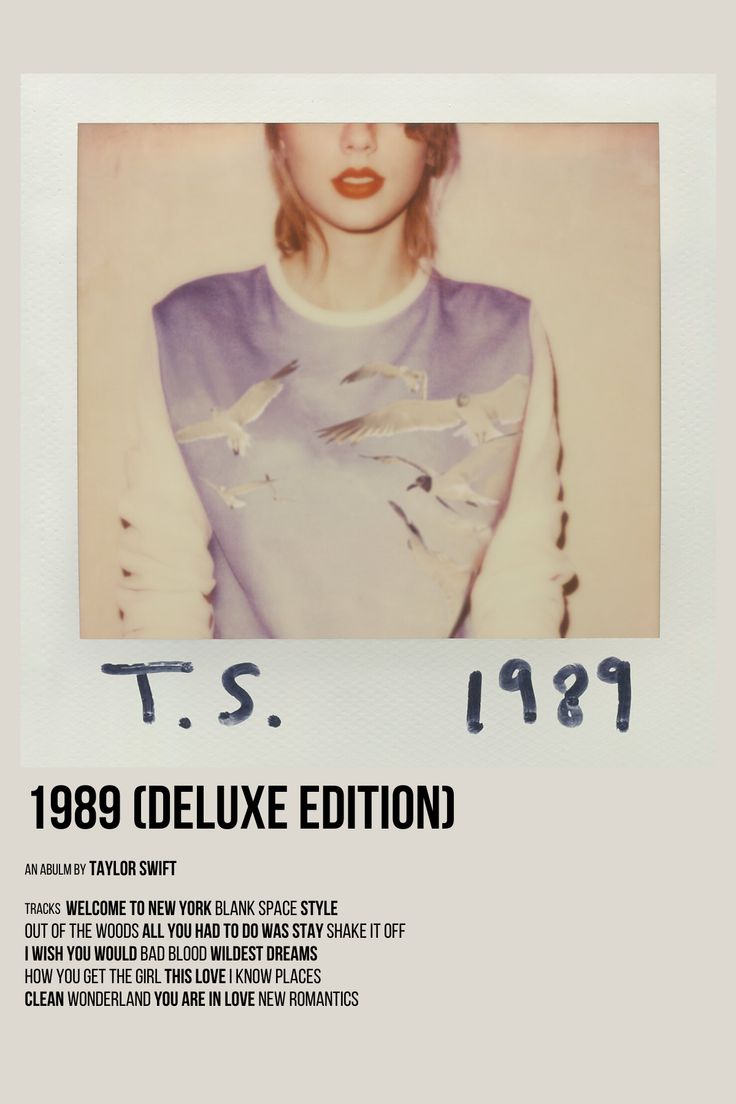 T.S. 1989
1989 (DELUXE EDITION)
AN ABULM BY TAYLOR SWIFT
TRACKS WELCOME TO NEW YORK BLANK SPACE STYLE
OUT OF THE WOODS ALL YOU HAD TO DO WAS STAY SHAKE IT OFF
I WISH YOU WOULD BAD BLOOD WILDEST DREAMS
HOW YOU GET THE GIRL THIS LOVE I KNOW PLACES
CLEAN WONDERLAND YOU ARE IN LOVE NEW ROMANTICS